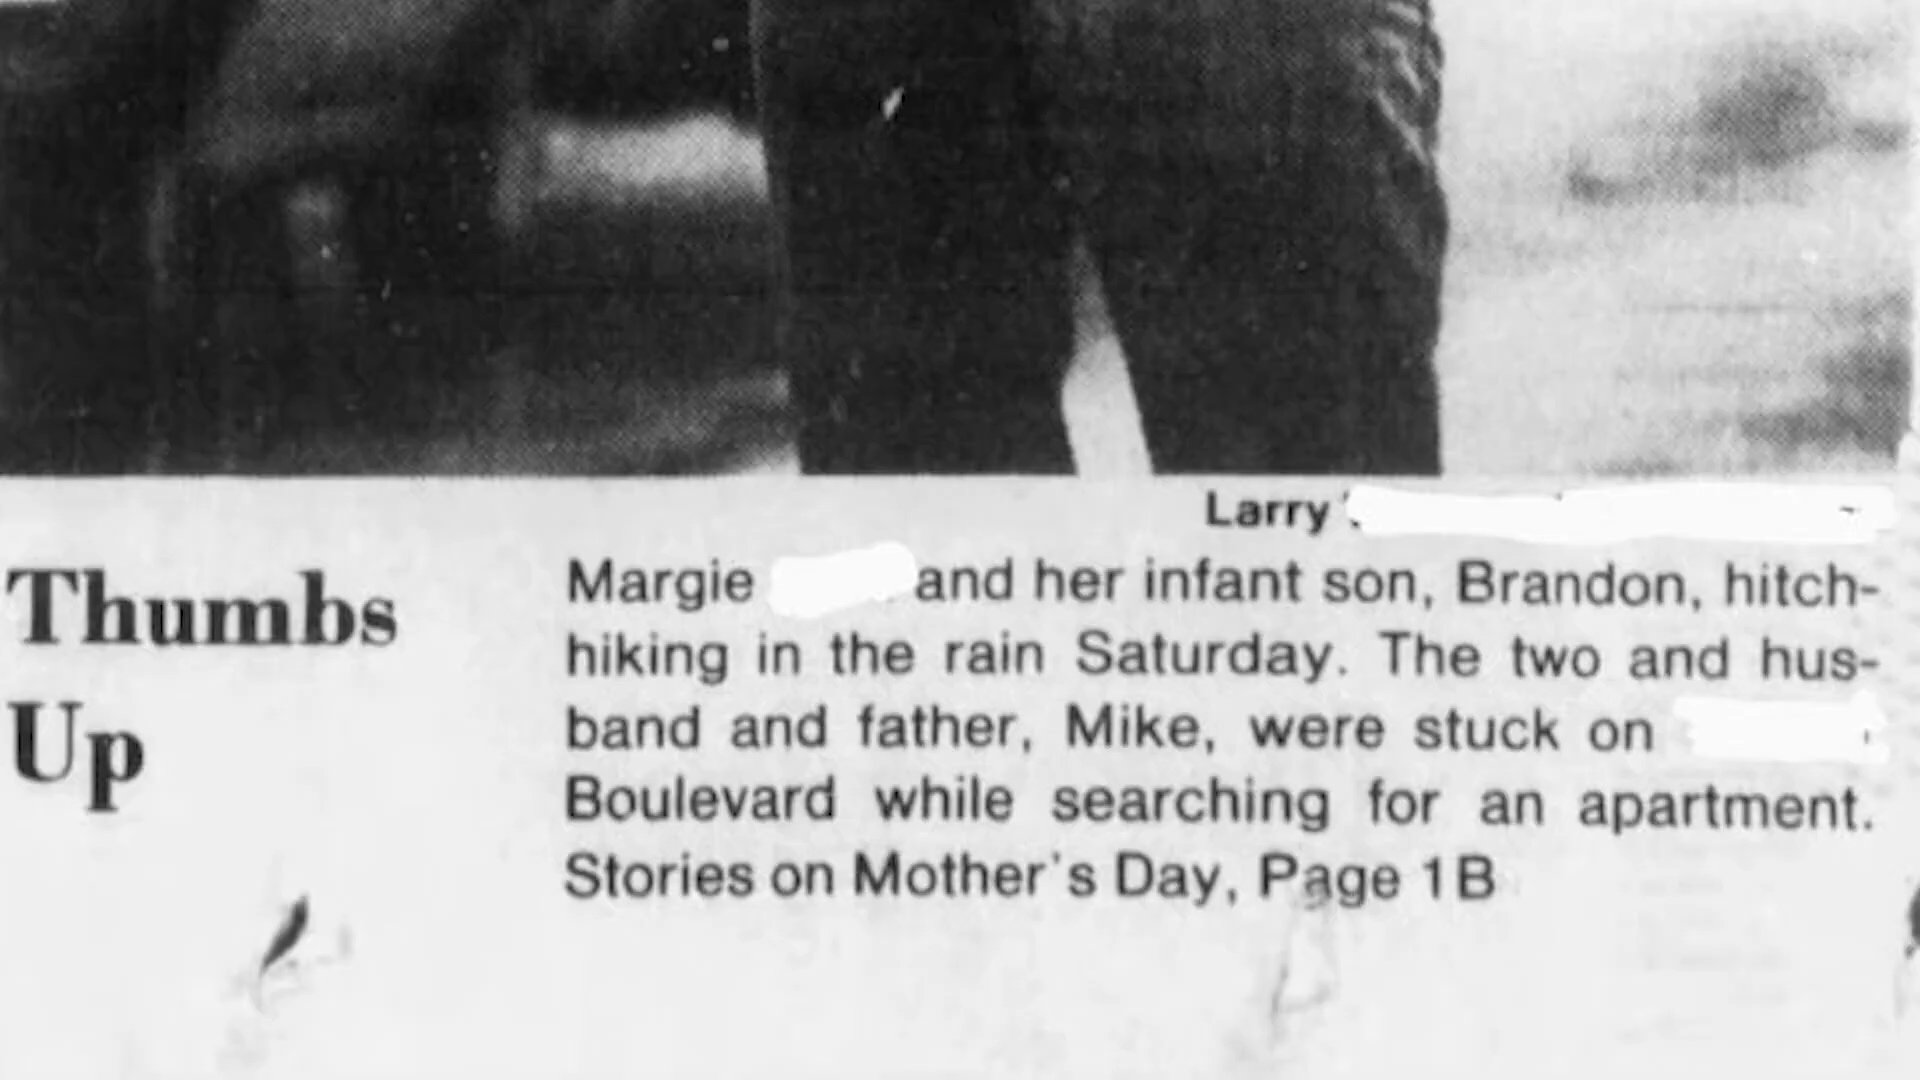 Larry
Thumbs
Up
Margie and her infant son, Brandon, hitch-
hiking in the rain Saturday. The two and hus-
band and father, Mike, were stuck on
Boulevard while searching for an apartment.
Stories on Mother's Day, Page 1B